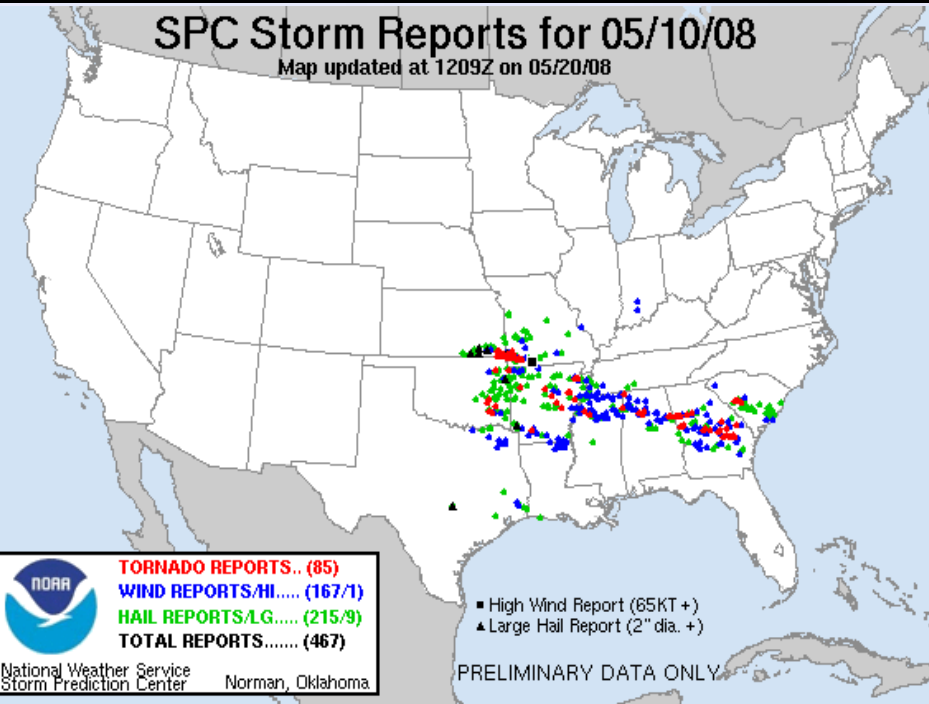 SPC Storm Reports for 05/10/08
Map updated at 1209Z on 05/20/08
NOAA
TORNADO REPORTS.. (85)
WIND REPORTS/HI..... (167/1)
HAIL REPORTS/LG..... (215/9)
TOTAL REPORTS....... (467)
National Weather Service
Storm Prediction Center Norman, Oklahoma
High Wind Report (65KT +)
Large Hail Report (2" dia. +)
PRELIMINARY DATA ONLY